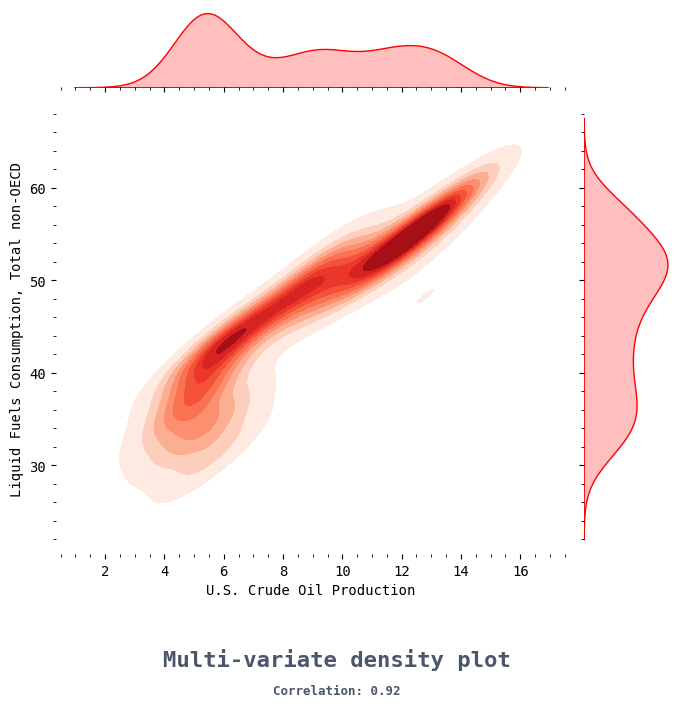 Liquid Fuels Consumption, Total non-OECD
60
50
40
30
2 4 6 8 10 12 14 16
U.S. Crude Oil Production
Multi-variate density plot
Correlation: 0.92